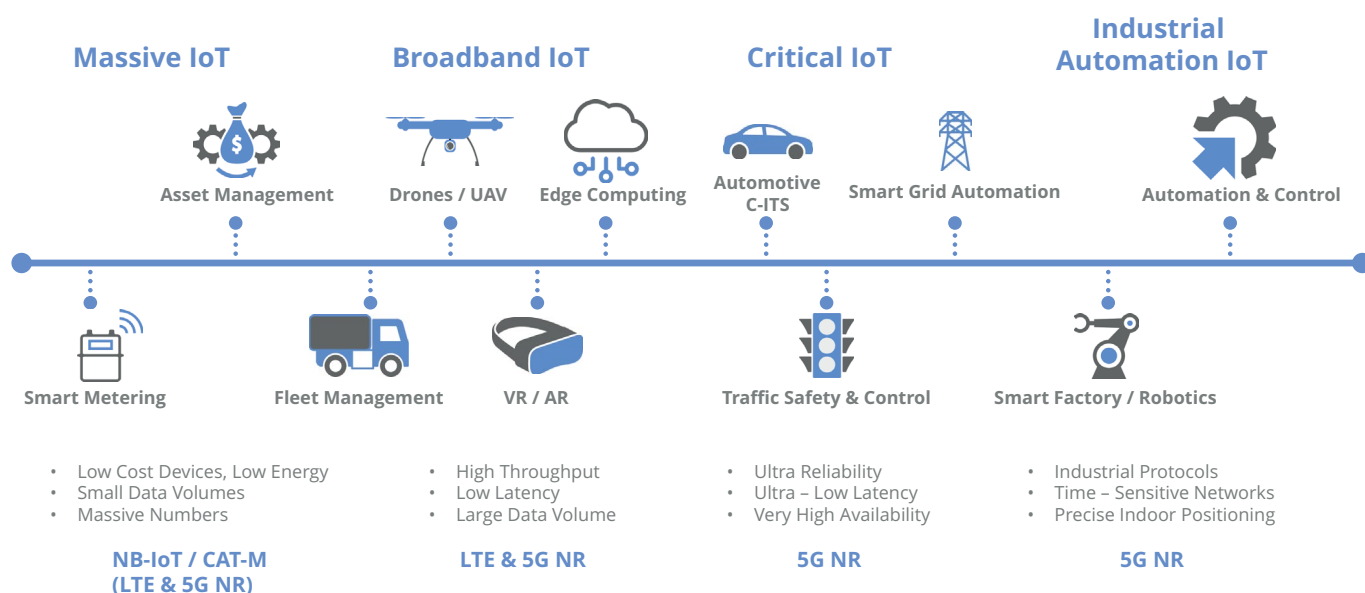 Massive IoT
Broadband IoT
Critical IoT
Industrial
Automation IoT
$
Asset Management
Drones / UAV
Edge Computing
Automotive
C-ITS
Smart Grid Automation
Automation & Control
Smart Metering
Fleet Management
VR / AR
Traffic Safety & Control
Smart Factory / Robotics
• Low Cost Devices, Low Energy
• Small Data Volumes
• Massive Numbers
NB-IoT / CAT-M
(LTE & 5G NR)
• High Throughput
• Low Latency
• Large Data Volume
LTE & 5G NR
• Ultra Reliability
• Ultra – Low Latency
• Very High Availability
5G NR
• Industrial Protocols
• Time – Sensitive Networks
• Precise Indoor Positioning
5G NR